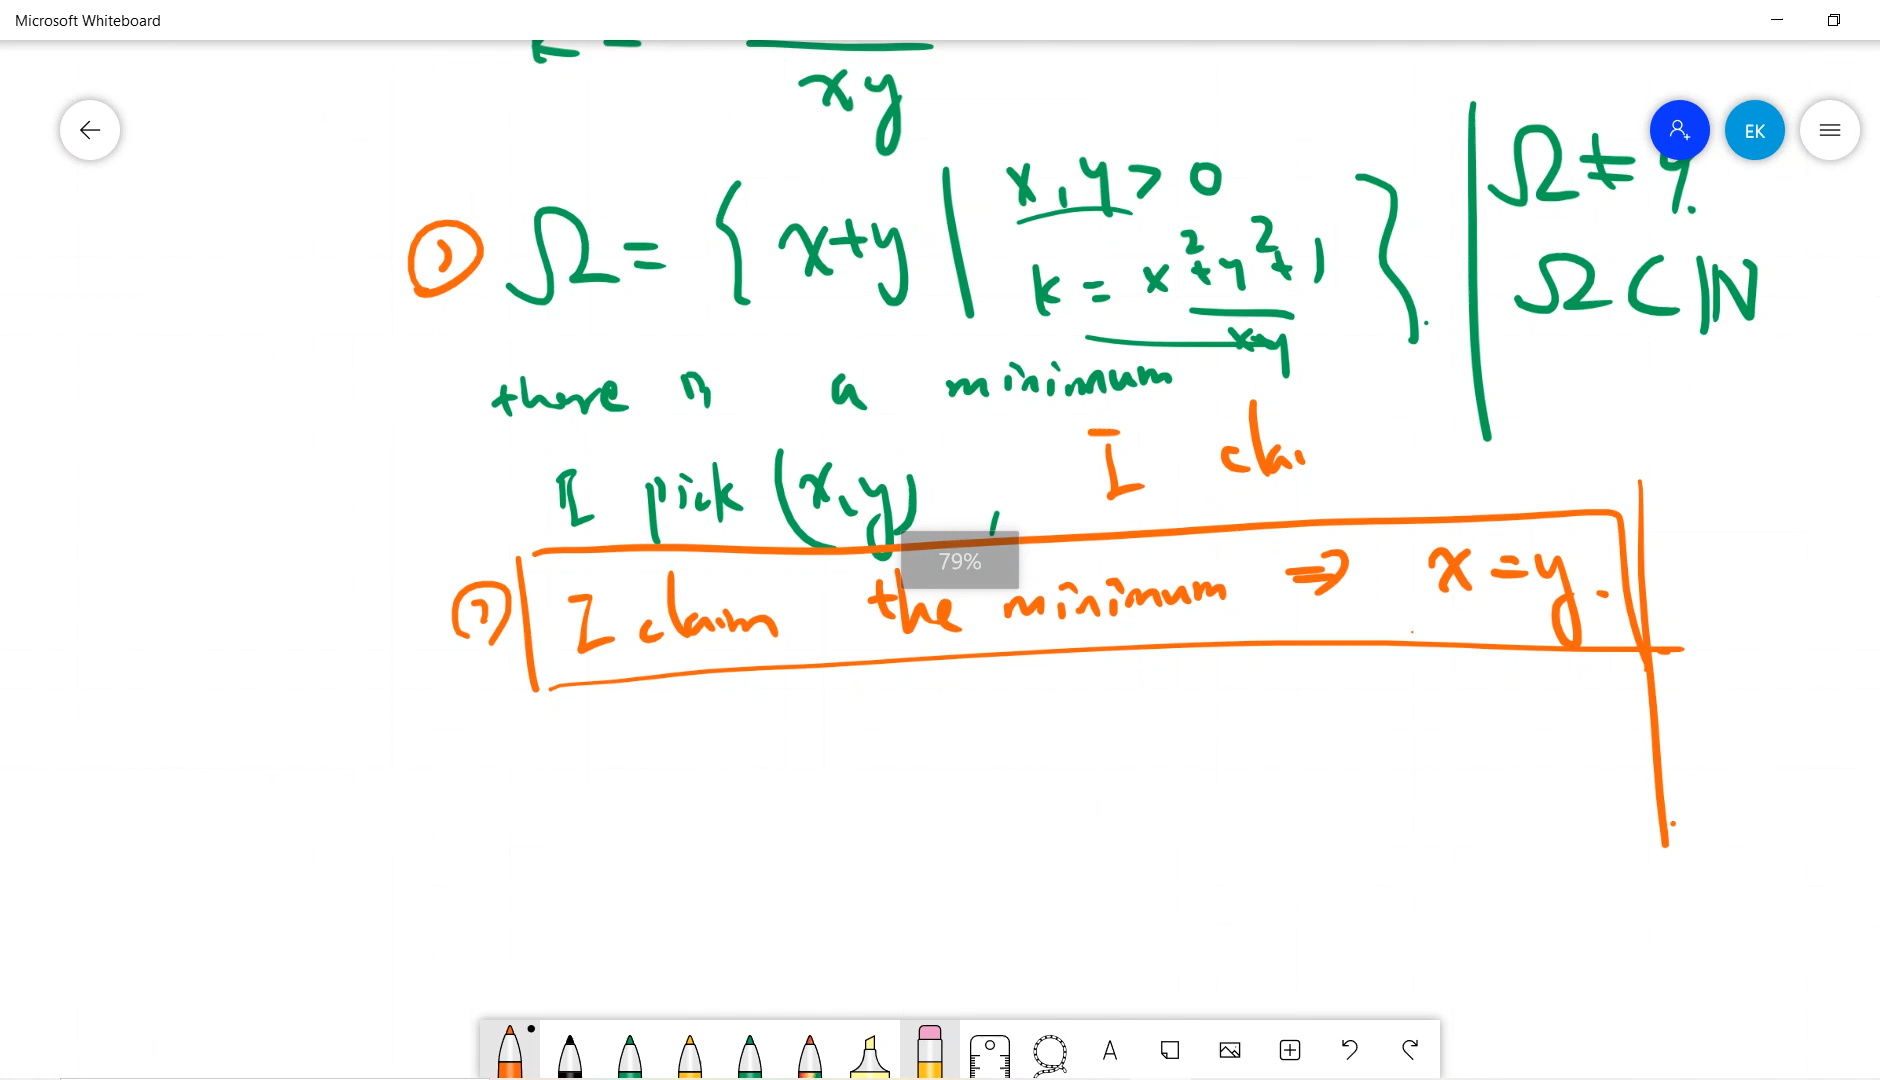 Microsoft Whiteboard
k =
xy
EK
① Ω = { x+y | x, y > 0
k = x²+y²+1
xy
}.
Ω ≠ φ.
Ω ⊂ ℕ
there is a minimum
I pick (x, y) ,
I clai
79%
② I claim the minimum ⇒ x = y.
A